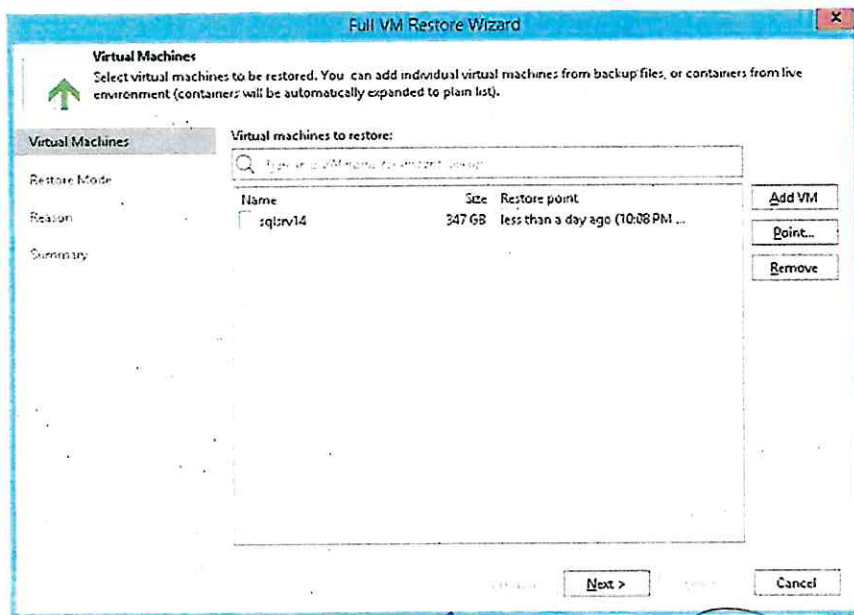 Full VM Restore Wizard
Virtual Machines
Select virtual machines to be restored. You can add individual virtual machines from backup files, or containers from live
environment (containers will be automatically expanded to plain list).
Virtual Machines
Restore Mode
Reason
Summary
Virtual machines to restore:
Name Size Restore point
sqlsrv14 347 GB less than a day ago (10:08 PM ...
Add VM
Point...
Remove
Next >
Cancel